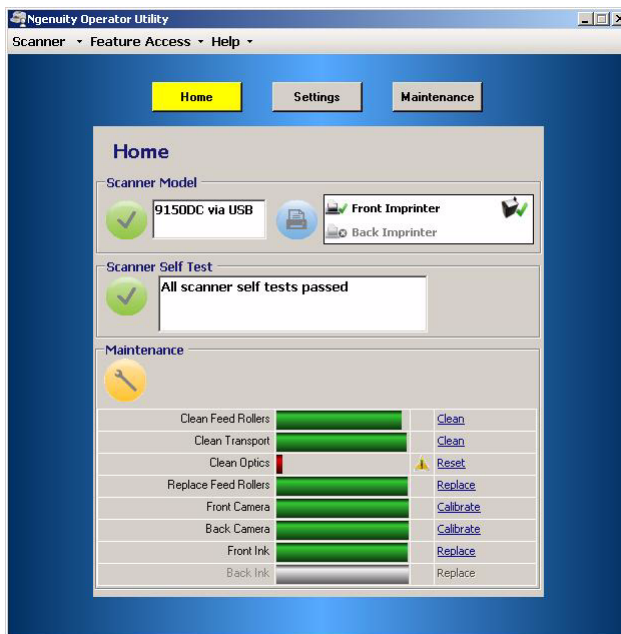 Ngenuity Operator Utility
Scanner Feature Access Help
Home Settings Maintenance
Home
Scanner Model
9150DC via USB
Front Imprinter
Back Imprinter
Scanner Self Test
All scanner self tests passed
Maintenance
Clean Feed Rollers Clean
Clean Transport Clean
Clean Optics Reset
Replace Feed Rollers Replace
Front Camera Calibrate
Back Camera Calibrate
Front Ink Replace
Back Ink Replace